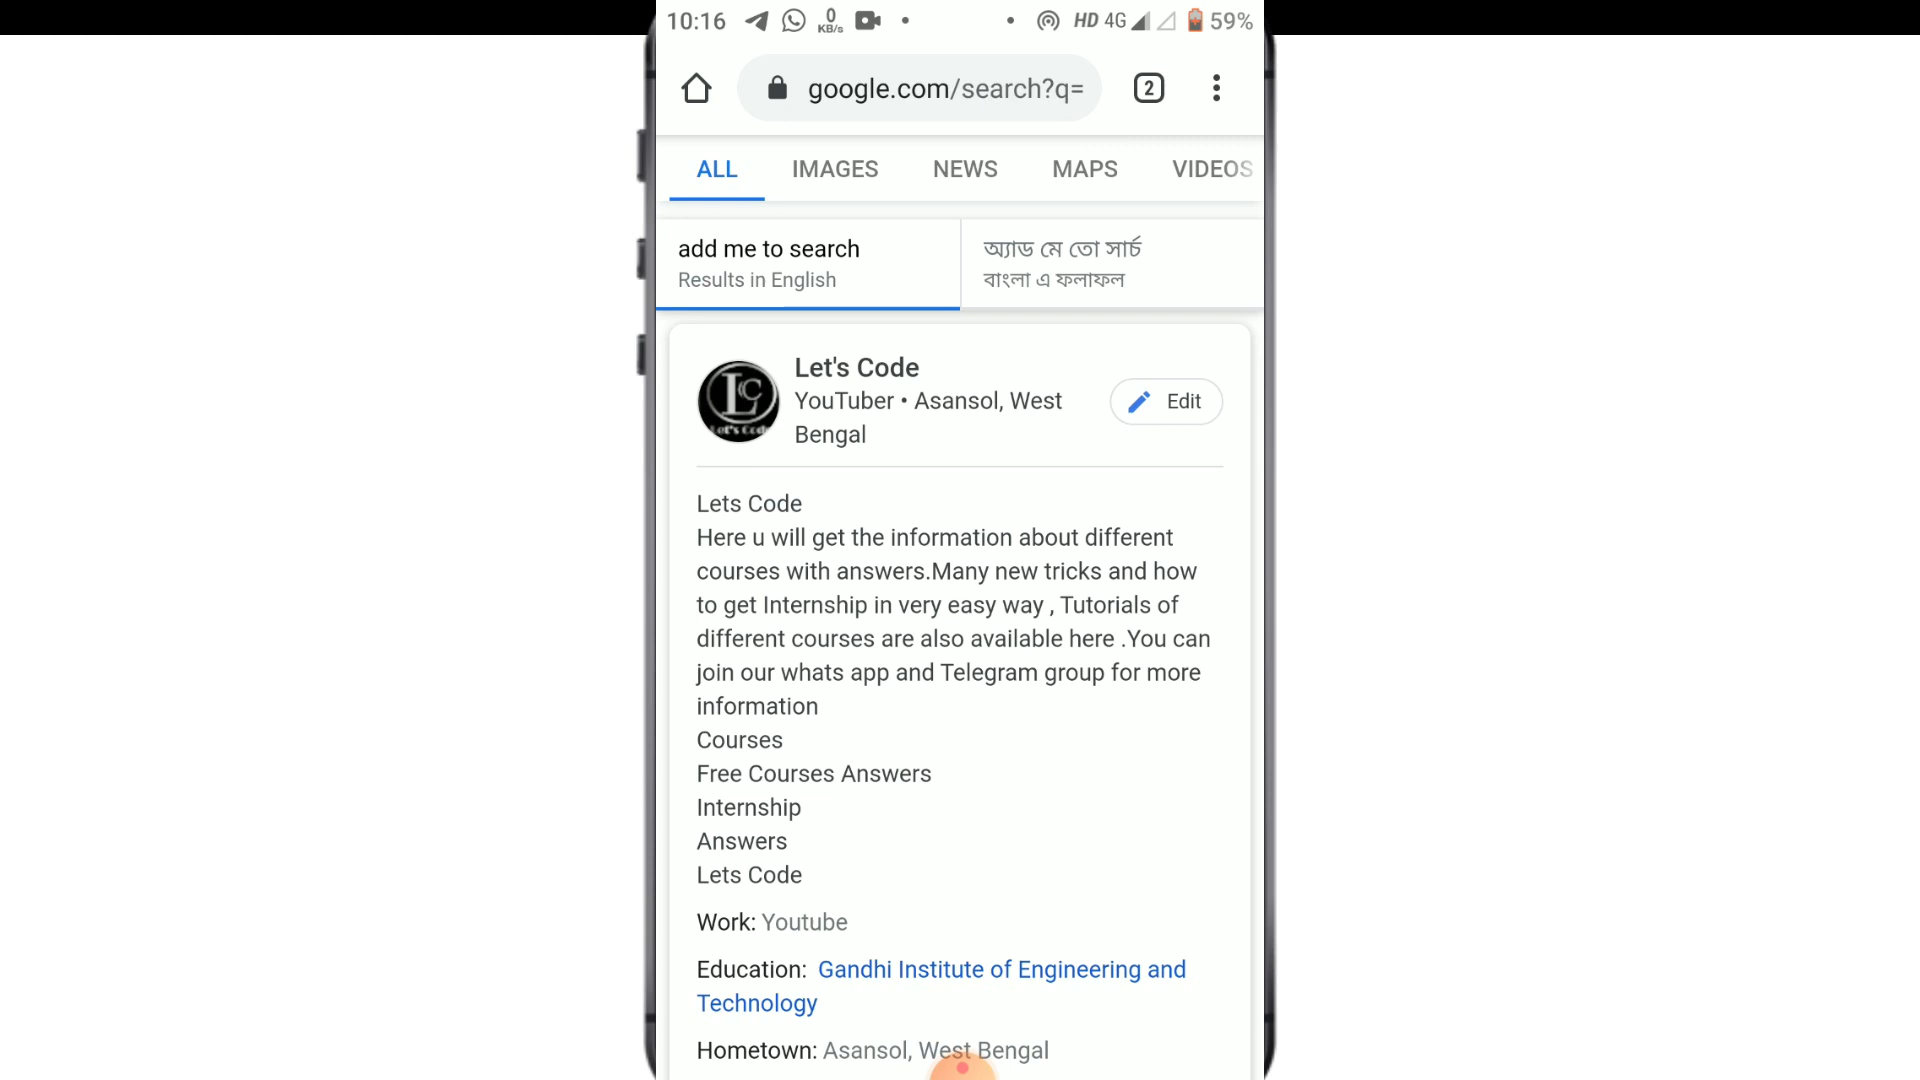 10:16 0 KB/s HD 4G 59%
google.com/search?q= 2
ALL IMAGES NEWS MAPS VIDEOS
add me to search
Results in English
অ্যাড মে তো সার্চ
বাংলা এ ফলাফল
LC
Let's Code
Let's Code
YouTuber • Asansol, West
Bengal
Edit
Lets Code
Here u will get the information about different
courses with answers.Many new tricks and how
to get Internship in very easy way , Tutorials of
different courses are also available here .You can
join our whats app and Telegram group for more
information
Courses
Free Courses Answers
Internship
Answers
Lets Code
Work: Youtube
Education: Gandhi Institute of Engineering and
Technology
Hometown: Asansol, West Bengal